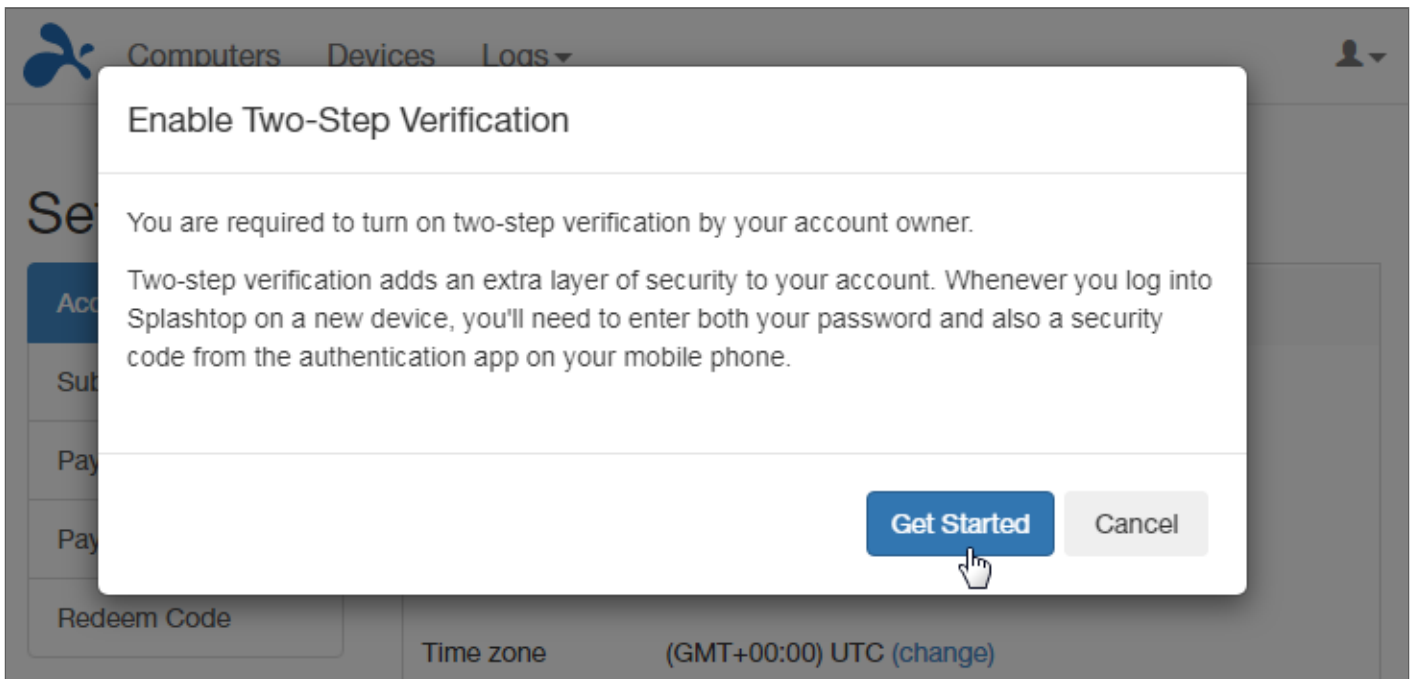 Computers Devices Logs
Enable Two-Step Verification
You are required to turn on two-step verification by your account owner.
Two-step verification adds an extra layer of security to your account. Whenever you log into
Splashtop on a new device, you'll need to enter both your password and also a security
code from the authentication app on your mobile phone.
Get Started Cancel
Redeem Code
Time zone (GMT+00:00) UTC (change)